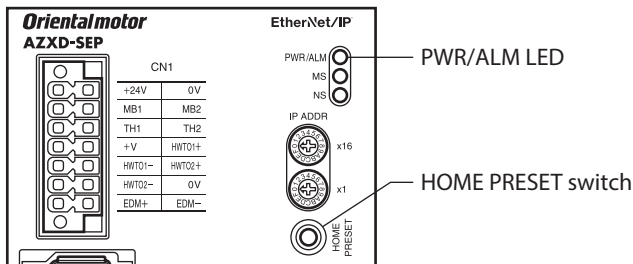 Orientalmotor
EtherNet/IP
AZXD-SEP
CN1
+24V 0V
MB1 MB2
TH1 TH2
+V HWTO1+
HWTO1− HWTO2+
HWTO2− 0V
EDM+ EDM−
PWR/ALM
MS
NS
PWR/ALM LED
IP ADDR
x16
x1
HOME PRESET
HOME PRESET switch